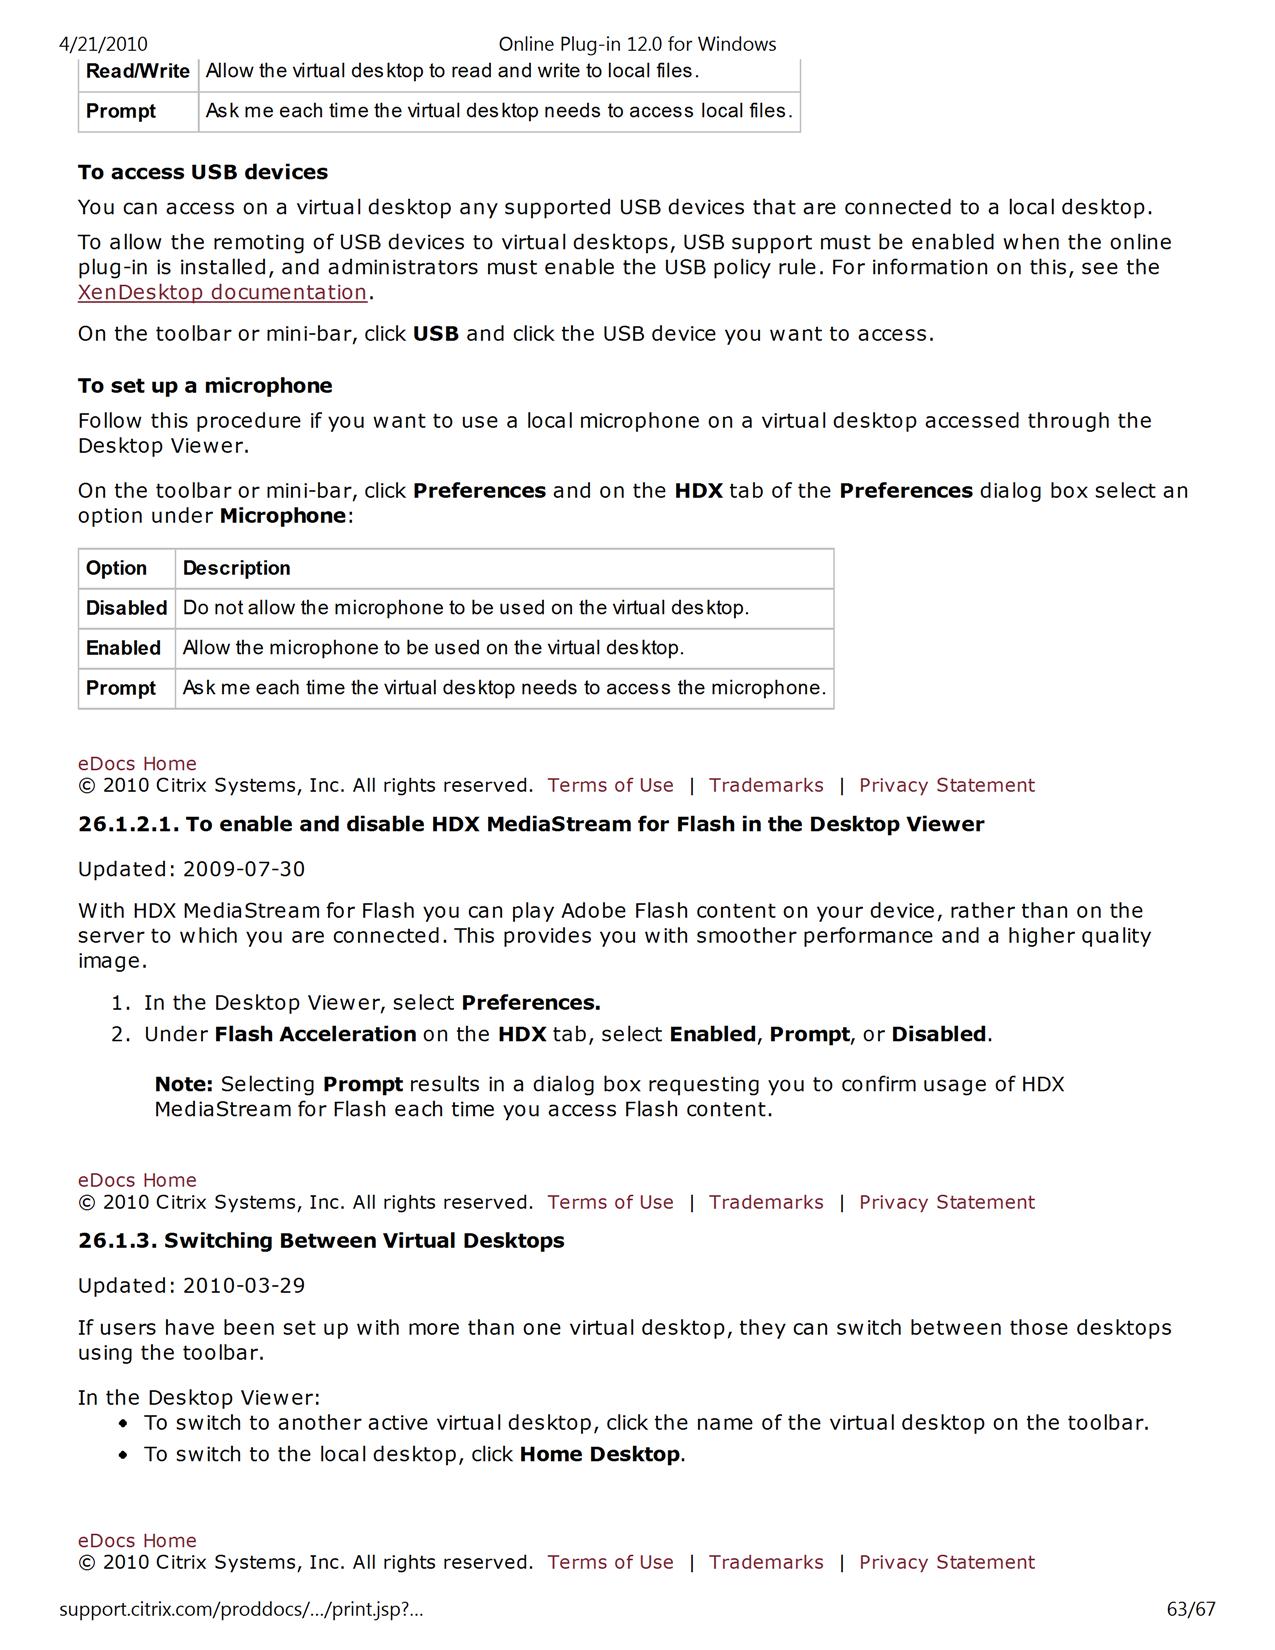 4/21/2010 Online Plug-in 12.0 for Windows
Read/Write Allow the virtual desktop to read and write to local files.
Prompt Ask me each time the virtual desktop needs to access local files.
To access USB devices
You can access on a virtual desktop any supported USB devices that are connected to a local desktop.
To allow the remoting of USB devices to virtual desktops, USB support must be enabled when the online
plug-in is installed, and administrators must enable the USB policy rule. For information on this, see the
XenDesktop documentation.
On the toolbar or mini-bar, click USB and click the USB device you want to access.
To set up a microphone
Follow this procedure if you want to use a local microphone on a virtual desktop accessed through the
Desktop Viewer.
On the toolbar or mini-bar, click Preferences and on the HDX tab of the Preferences dialog box select an
option under Microphone:
Option Description
Disabled Do not allow the microphone to be used on the virtual desktop.
Enabled Allow the microphone to be used on the virtual desktop.
Prompt Ask me each time the virtual desktop needs to access the microphone.
eDocs Home
© 2010 Citrix Systems, Inc. All rights reserved. Terms of Use | Trademarks | Privacy Statement
26.1.2.1. To enable and disable HDX MediaStream for Flash in the Desktop Viewer
Updated: 2009-07-30
With HDX MediaStream for Flash you can play Adobe Flash content on your device, rather than on the
server to which you are connected. This provides you with smoother performance and a higher quality
image.
1. In the Desktop Viewer, select Preferences.
2. Under Flash Acceleration on the HDX tab, select Enabled, Prompt, or Disabled.
Note: Selecting Prompt results in a dialog box requesting you to confirm usage of HDX
MediaStream for Flash each time you access Flash content.
eDocs Home
© 2010 Citrix Systems, Inc. All rights reserved. Terms of Use | Trademarks | Privacy Statement
26.1.3. Switching Between Virtual Desktops
Updated: 2010-03-29
If users have been set up with more than one virtual desktop, they can switch between those desktops
using the toolbar.
In the Desktop Viewer:
• To switch to another active virtual desktop, click the name of the virtual desktop on the toolbar.
• To switch to the local desktop, click Home Desktop.
eDocs Home
© 2010 Citrix Systems, Inc. All rights reserved. Terms of Use | Trademarks | Privacy Statement
support.citrix.com/proddocs/.../print.jsp?... 63/67